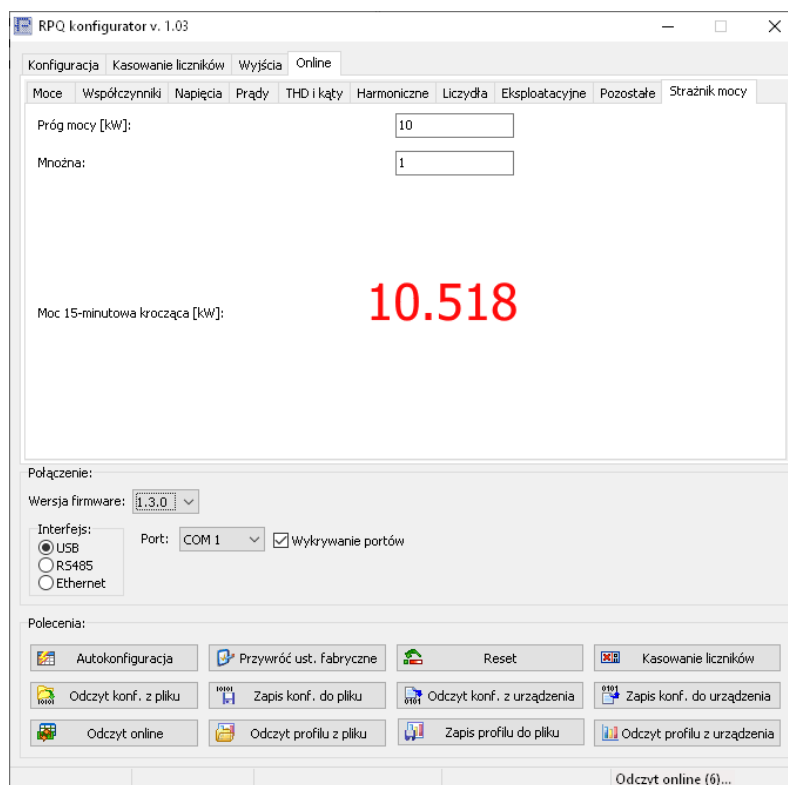 RPQ konfigurator v. 1.03
Konfiguracja Kasowanie liczników Wyjścia Online
Moce Współczynniki Napięcia Prądy THD i kąty Harmoniczne Liczydła Eksploatacyjne Pozostałe Strażnik mocy
Próg mocy [kW]: 10
Mnożna: 1
Moc 15-minutowa krocząca [kW]: 10.518
Połączenie:
Wersja firmware: 1.3.0
Interfejs:
USB
RS485
Ethernet
Port: COM 1 Wykrywanie portów
Polecenia:
Autokonfiguracja Przywróć ust. fabryczne Reset Kasowanie liczników
Odczyt konf. z pliku Zapis konf. do pliku Odczyt konf. z urządzenia Zapis konf. do urządzenia
Odczyt online Odczyt profilu z pliku Zapis profilu do pliku Odczyt profilu z urządzenia
Odczyt online (6)...